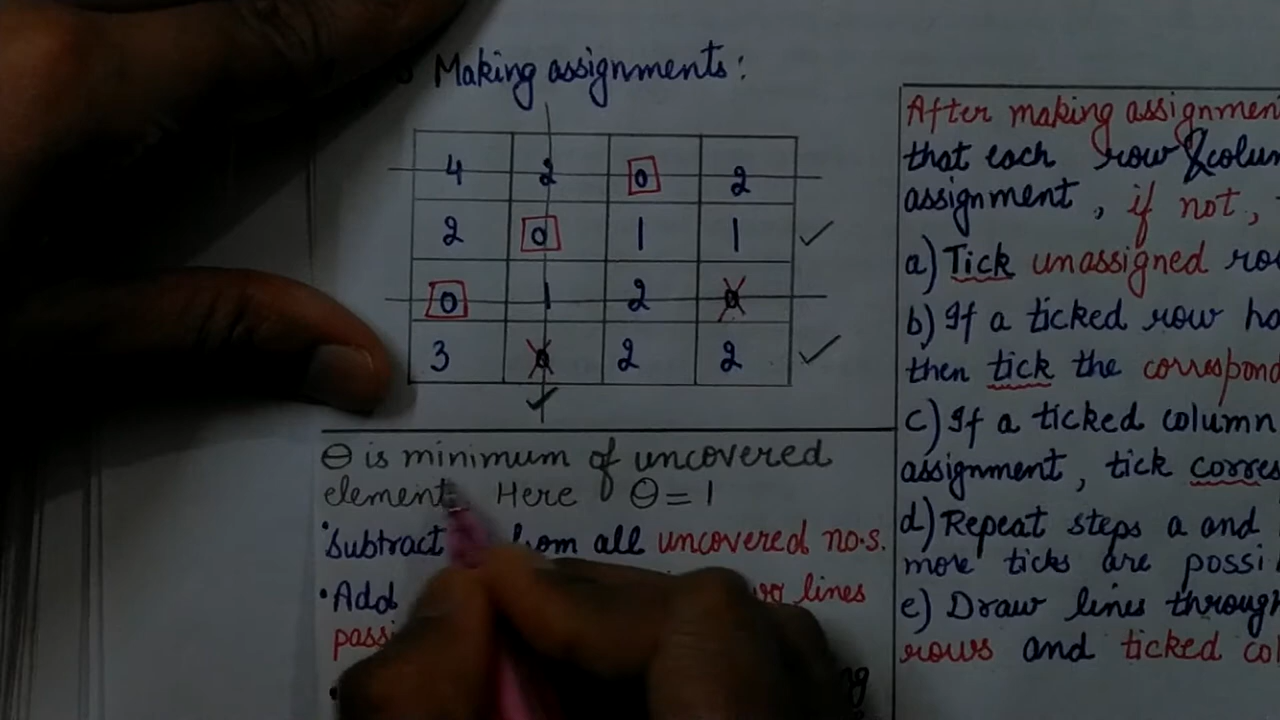 Making assignments:
4 2 0 2
2 0 1 1
0 1 2 0
3 0 2 2
θ is minimum of uncovered
element Here θ = 1
•Subtract from all uncovered no.s.
•Add lines
After making assignmen
that each row & colum
assignment, if not,
a) Tick unassigned ro
b) If a ticked row ha
then tick the correspond
c) If a ticked column
assignment, tick corres
d) Repeat steps a and
more ticks are possi
e) Draw lines through
rows and ticked col